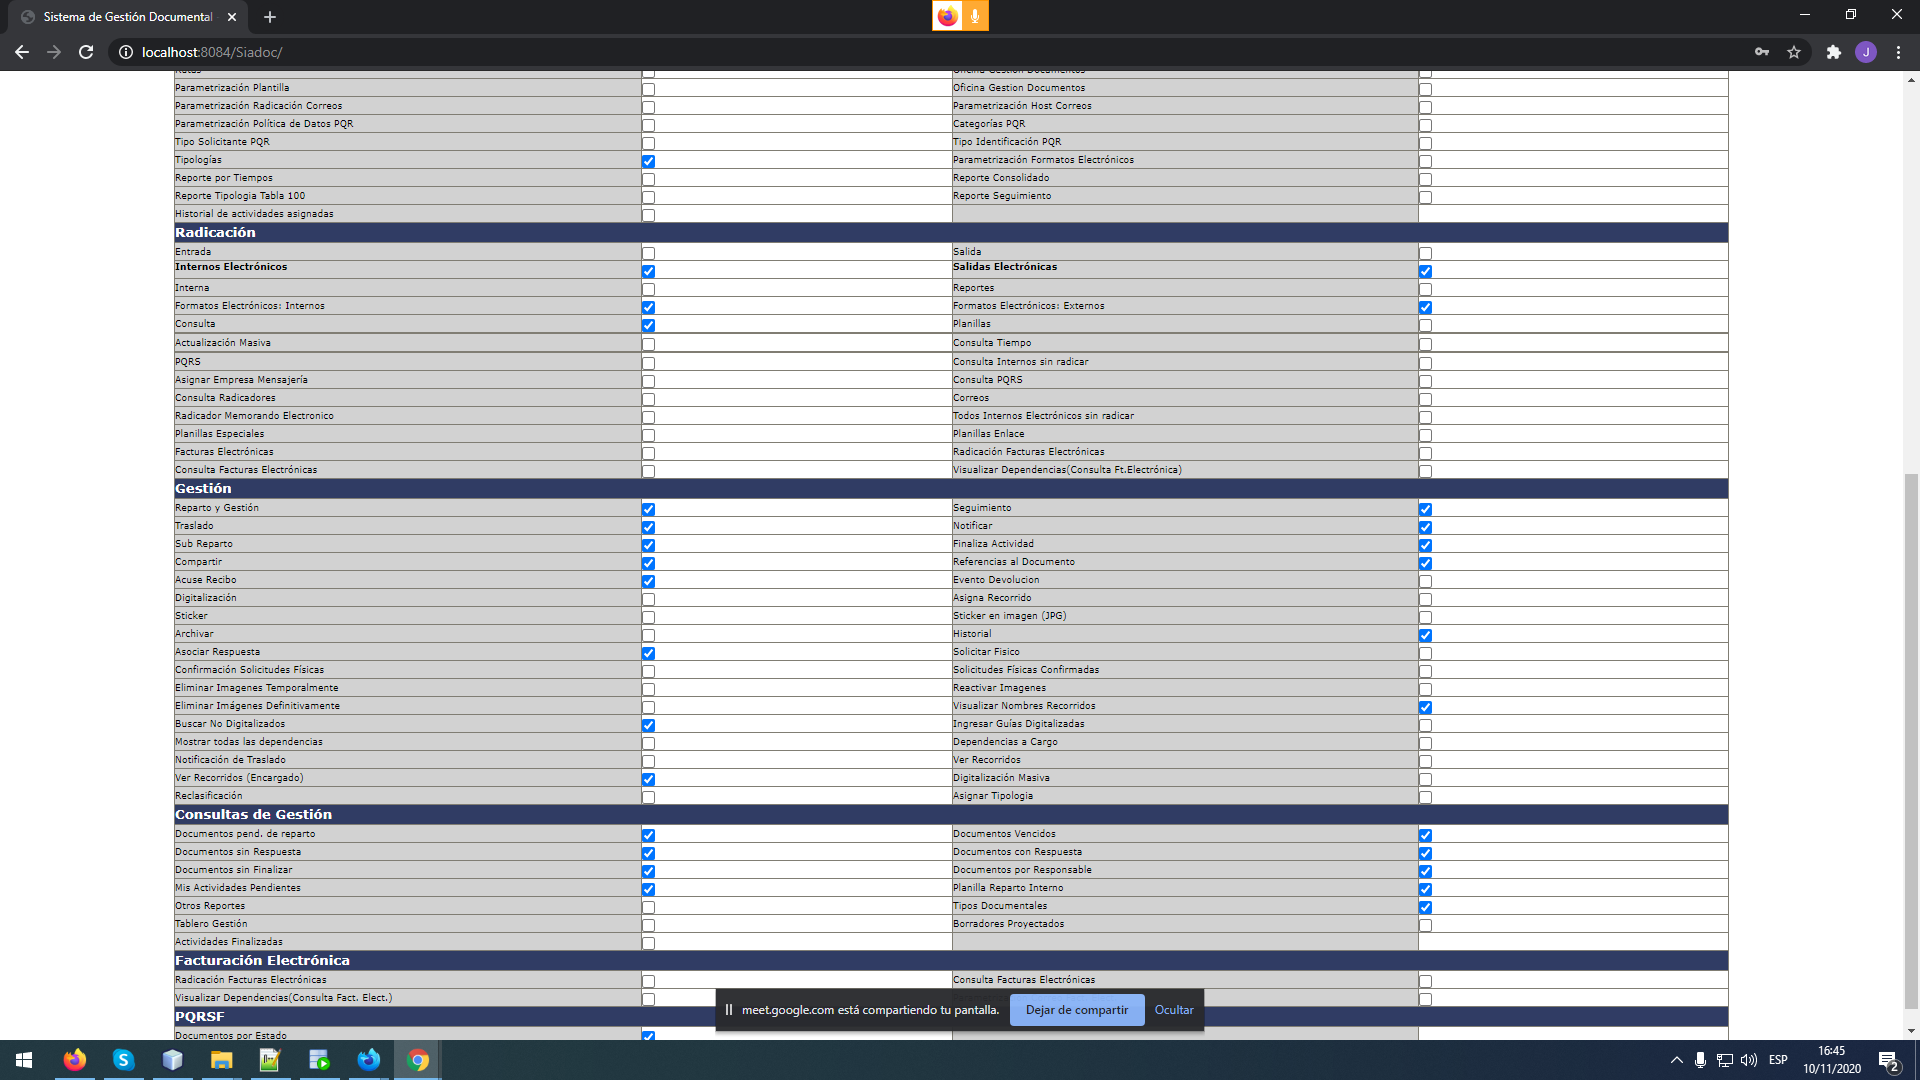 Sistema de Gestión Documental
localhost:8084/Siadoc/
J
Rutas Oficina Gestión Documentos
Parametrización Plantilla Oficina Gestion Documentos
Parametrización Radicación Correos Parametrización Host Correos
Parametrización Política de Datos PQR Categorías PQR
Tipo Solicitante PQR Tipo Identificación PQR
Tipologías Parametrización Formatos Electrónicos
Reporte por Tiempos Reporte Consolidado
Reporte Tipologia Tabla 100 Reporte Seguimiento
Historial de actividades asignadas
Radicación
Entrada Salida
Internos Electrónicos Salidas Electrónicas
Interna Reportes
Formatos Electrónicos: Internos Formatos Electrónicos: Externos
Consulta Planillas
Actualización Masiva Consulta Tiempo
PQRS Consulta Internos sin radicar
Asignar Empresa Mensajería Consulta PQRS
Consulta Radicadores Correos
Radicador Memorando Electronico Todos Internos Electrónicos sin radicar
Planillas Especiales Planillas Enlace
Facturas Electrónicas Radicación Facturas Electrónicas
Consulta Facturas Electrónicas Visualizar Dependencias(Consulta Ft.Electrónica)
Gestión
Reparto y Gestión Seguimiento
Traslado Notificar
Sub Reparto Finaliza Actividad
Compartir Referencias al Documento
Acuse Recibo Evento Devolucion
Digitalización Asigna Recorrido
Sticker Sticker en imagen (JPG)
Archivar Historial
Asociar Respuesta Solicitar Fisico
Confirmación Solicitudes Físicas Solicitudes Físicas Confirmadas
Eliminar Imagenes Temporalmente Reactivar Imagenes
Eliminar Imágenes Definitivamente Visualizar Nombres Recorridos
Buscar No Digitalizados Ingresar Guías Digitalizadas
Mostrar todas las dependencias Dependencias a Cargo
Notificación de Traslado Ver Recorridos
Ver Recorridos (Encargado) Digitalización Masiva
Reclasificación Asignar Tipologia
Consultas de Gestión
Documentos pend. de reparto Documentos Vencidos
Documentos sin Respuesta Documentos con Respuesta
Documentos sin Finalizar Documentos por Responsable
Mis Actividades Pendientes Planilla Reparto Interno
Otros Reportes Tipos Documentales
Tablero Gestión Borradores Proyectados
Actividades Finalizadas
Facturación Electrónica
Radicación Facturas Electrónicas Consulta Facturas Electrónicas
Visualizar Dependencias(Consulta Fact. Elect.)
meet.google.com está compartiendo tu pantalla. Dejar de compartir Ocultar
PQRSF
Documentos por Estado
ESP
16:45
10/11/2020
2